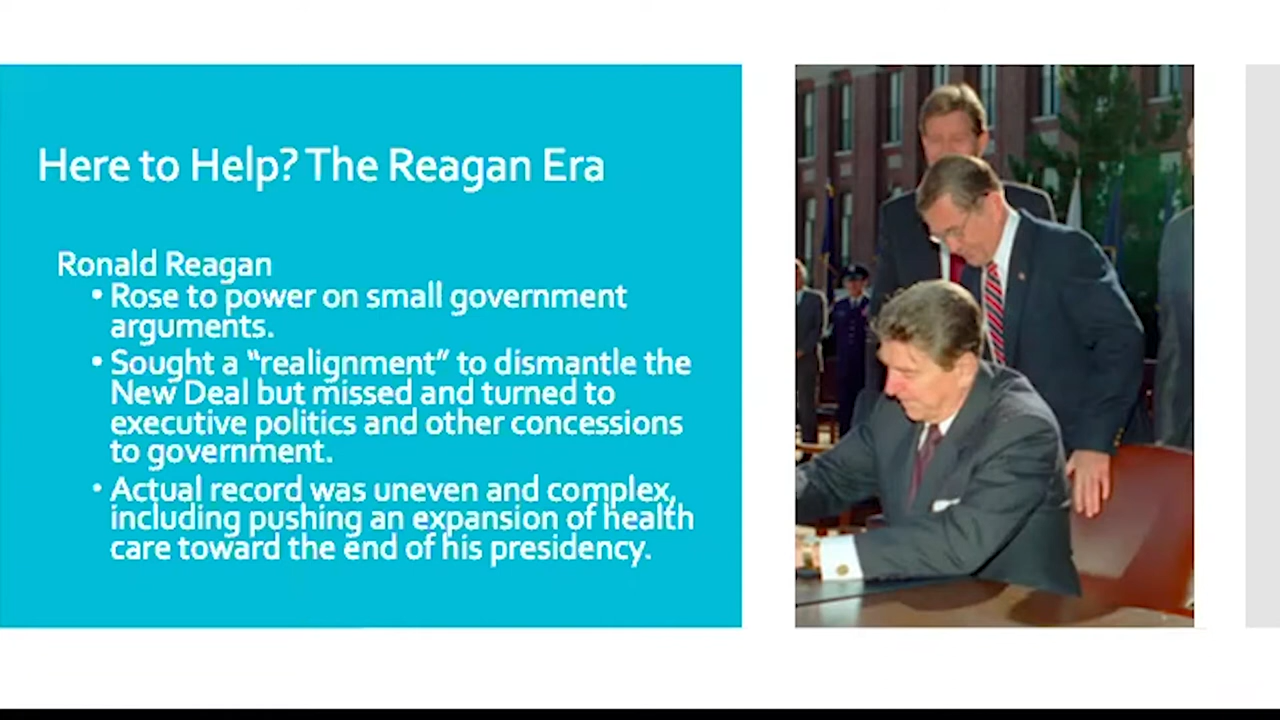 Here to Help? The Reagan Era
Ronald Reagan
• Rose to power on small government
arguments.
• Sought a “realignment” to dismantle the
New Deal but missed and turned to
executive politics and other concessions
to government.
• Actual record was uneven and complex,
including pushing an expansion of health
care toward the end of his presidency.